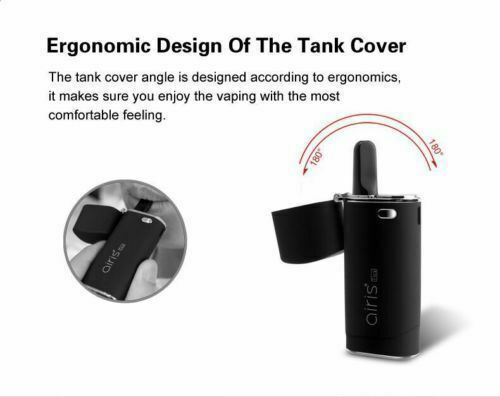 Ergonomic Design Of The Tank Cover
The tank cover angle is designed according to ergonomics,
it makes sure you enjoy the vaping with the most
comfortable feeling.
180°
180°
airis
airis